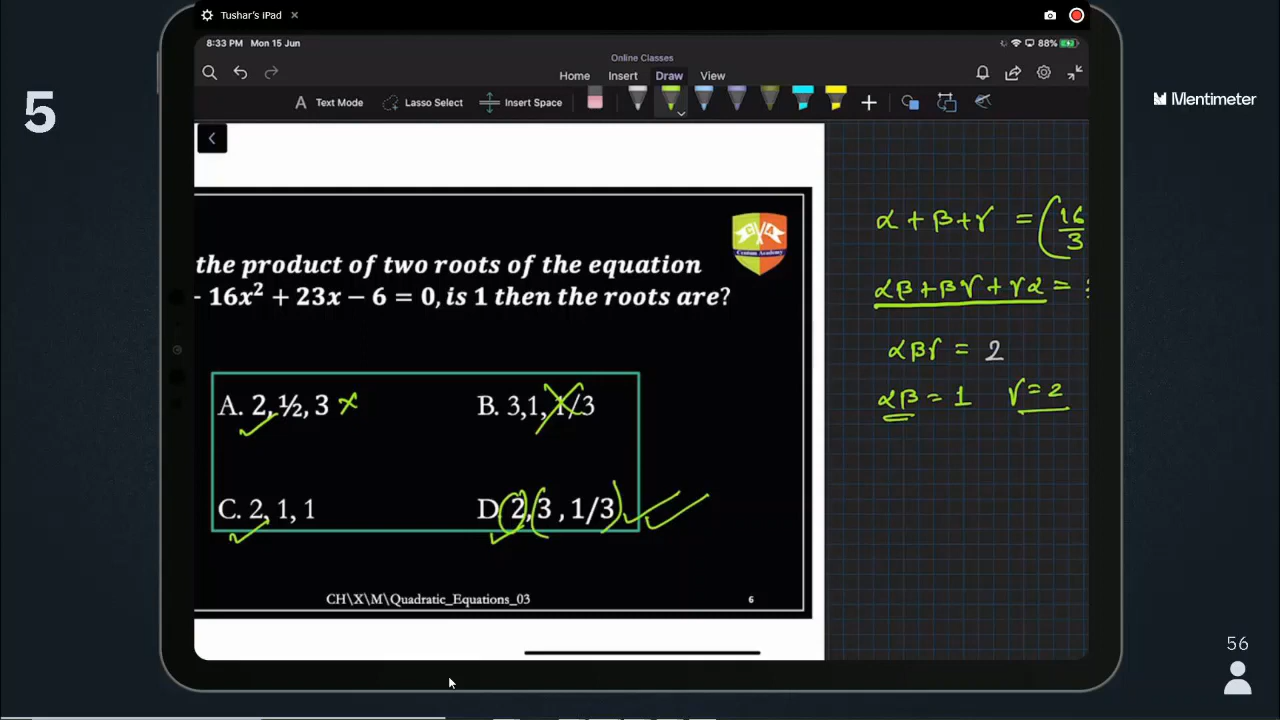 Tushar's iPad ×
8:33 PM Mon 15 Jun
88%
Online Classes
Home Insert Draw View
A Text Mode Lasso Select Insert Space
5
Mentimeter
the product of two roots of the equation
- 16x² + 23x − 6 = 0, is 1 then the roots are?
A. 2, ½, 3 ×
B. 3,1, 1/3
C. 2, 1, 1
D 2, 3 , 1/3
CH\X\M\Quadratic_Equations_03
6
α + β + γ = (16/3
αβ + βγ + γα =
αβγ = 2
αβ = 1 γ = 2
56